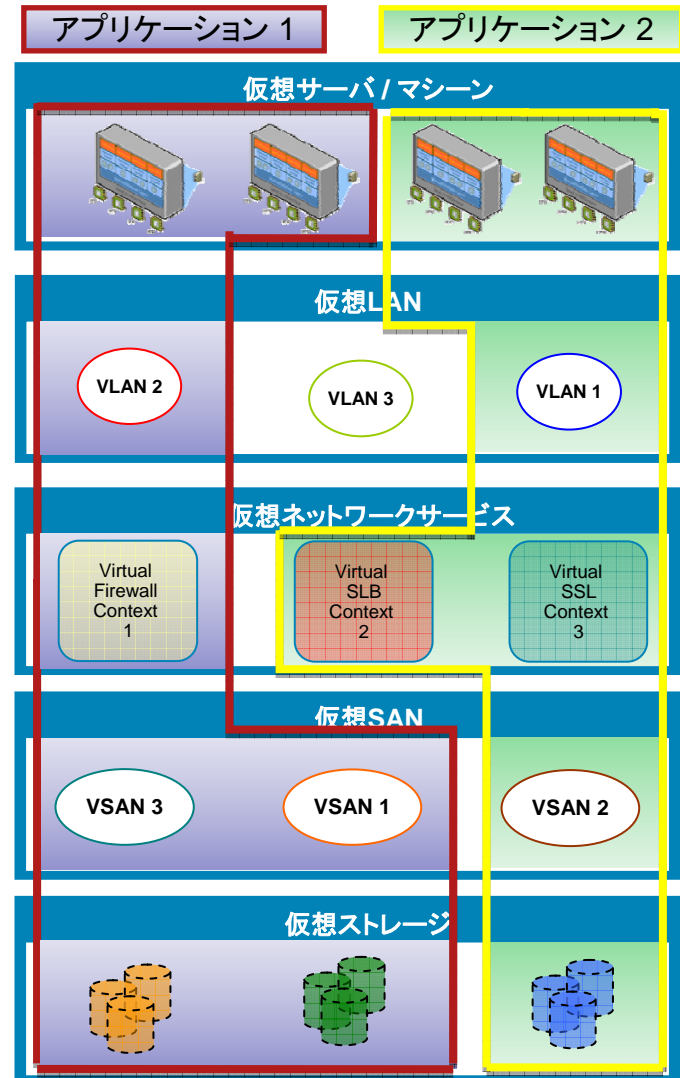 アプリケーション 1
アプリケーション 2
仮想サーバ / マシーン
仮想LAN
VLAN 2
VLAN 3
VLAN 1
仮想ネットワークサービス
Virtual
Firewall
Context
1
Virtual
SLB
Context
2
Virtual
SSL
Context
3
仮想SAN
VSAN 3
VSAN 1
VSAN 2
仮想ストレージ